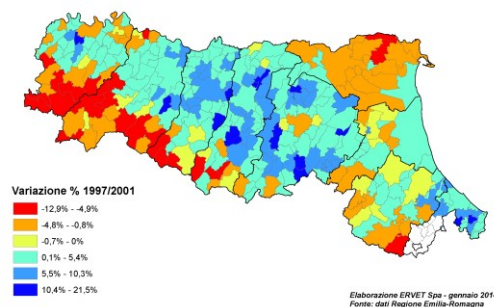 Variazione % 1997/2001
-12,9% - -4,9%
-4,8% - -0,8%
-0,7% - 0%
0,1% - 5,4%
5,5% - 10,3%
10,4% - 21,5%
Elaborazione ERVET Spa - gennaio 201
Fonte: dati Regione Emilia-Romagna